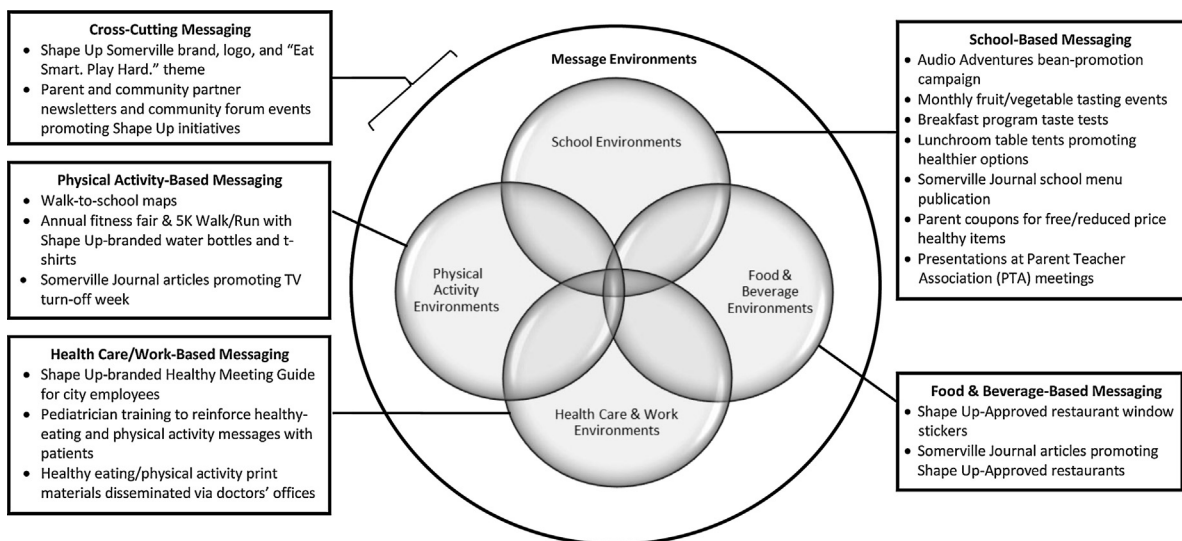 Cross-Cutting Messaging
• Shape Up Somerville brand, logo, and “Eat
Smart. Play Hard.” theme
• Parent and community partner
newsletters and community forum events
promoting Shape Up initiatives
Physical Activity-Based Messaging
• Walk-to-school maps
• Annual fitness fair & 5K Walk/Run with
Shape Up-branded water bottles and t-
shirts
• Somerville Journal articles promoting TV
turn-off week
Health Care/Work-Based Messaging
• Shape Up-branded Healthy Meeting Guide
for city employees
• Pediatrician training to reinforce healthy-
eating and physical activity messages with
patients
• Healthy eating/physical activity print
materials disseminated via doctors’ offices
Message Environments
School Environments
Physical
Activity
Environments
Food &
Beverage
Environments
Health Care & Work
Environments
School-Based Messaging
• Audio Adventures bean-promotion
campaign
• Monthly fruit/vegetable tasting events
• Breakfast program taste tests
• Lunchroom table tents promoting
healthier options
• Somerville Journal school menu
publication
• Parent coupons for free/reduced price
healthy items
• Presentations at Parent Teacher
Association (PTA) meetings
Food & Beverage-Based Messaging
• Shape Up-Approved restaurant window
stickers
• Somerville Journal articles promoting
Shape Up-Approved restaurants